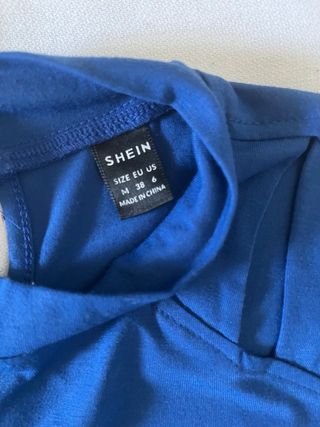 SHEIN
SIZE EU US
M 38 6
MADE IN CHINA